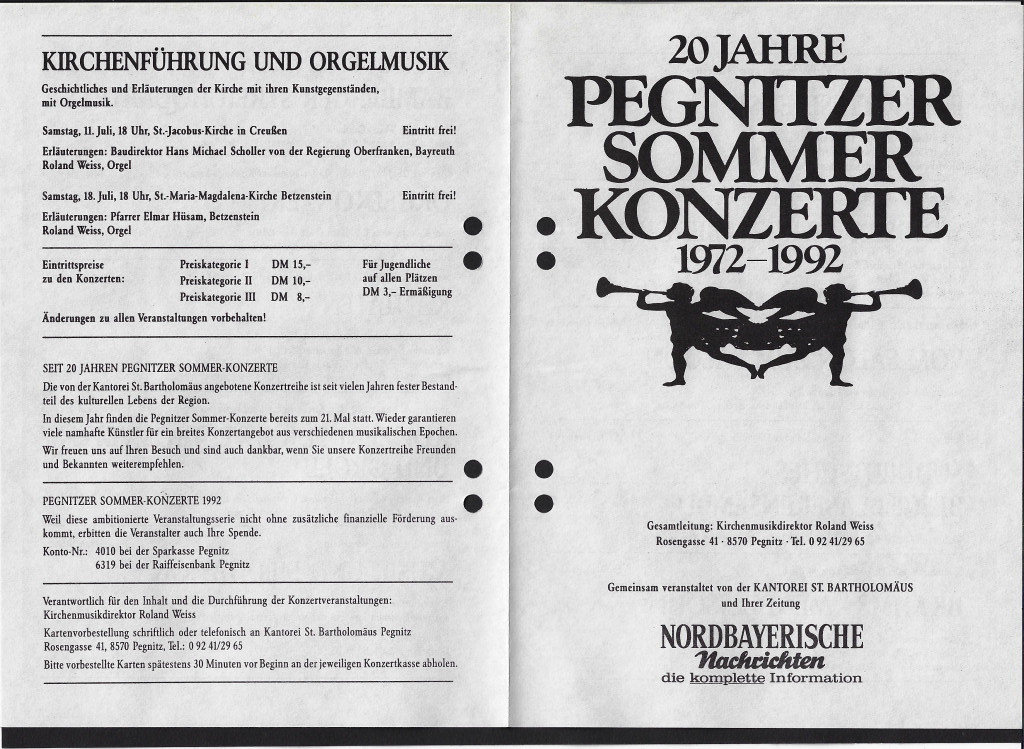 KIRCHENFÜHRUNG UND ORGELMUSIK
Geschichtliches und Erläuterungen der Kirche mit ihren Kunstgegenständen,
mit Orgelmusik.
Samstag, 11. Juli, 18 Uhr, St.-Jacobus-Kirche in Creußen Eintritt frei!
Erläuterungen: Baudirektor Hans Michael Scholler von der Regierung Oberfranken, Bayreuth
Roland Weiss, Orgel
Samstag, 18. Juli, 18 Uhr, St.-Maria-Magdalena-Kirche Betzenstein Eintritt frei!
Erläuterungen: Pfarrer Elmar Hüsam, Betzenstein
Roland Weiss, Orgel
Eintrittspreise Preiskategorie I DM 15,– Für Jugendliche
zu den Konzerten: Preiskategorie II DM 10,– auf allen Plätzen
Preiskategorie III DM 8,– DM 3,– Ermäßigung
Änderungen zu allen Veranstaltungen vorbehalten!
SEIT 20 JAHREN PEGNITZER SOMMER-KONZERTE
Die von der Kantorei St. Bartholomäus angebotene Konzertreihe ist seit vielen Jahren fester Bestand-
teil des kulturellen Lebens der Region.
In diesem Jahr finden die Pegnitzer Sommer-Konzerte bereits zum 21. Mal statt. Wieder garantieren
viele namhafte Künstler für ein breites Konzertangebot aus verschiedenen musikalischen Epochen.
Wir freuen uns auf Ihren Besuch und sind auch dankbar, wenn Sie unsere Konzertreihe Freunden
und Bekannten weiterempfehlen.
PEGNITZER SOMMER-KONZERTE 1992
Weil diese ambitionierte Veranstaltungsserie nicht ohne zusätzliche finanzielle Förderung aus-
kommt, erbitten die Veranstalter auch Ihre Spende.
Konto-Nr.: 4010 bei der Sparkasse Pegnitz
6319 bei der Raiffeisenbank Pegnitz
Verantwortlich für den Inhalt und die Durchführung der Konzertveranstaltungen:
Kirchenmusikdirektor Roland Weiss
Kartenvorbestellung schriftlich oder telefonisch an Kantorei St. Bartholomäus Pegnitz
Rosengasse 41, 8570 Pegnitz, Tel.: 0 92 41/29 65
Bitte vorbestellte Karten spätestens 30 Minuten vor Beginn an der jeweiligen Konzertkasse abholen.
20 JAHRE
PEGNITZER
SOMMER
KONZERTE
1972–1992
Gesamtleitung: Kirchenmusikdirektor Roland Weiss
Rosengasse 41 · 8570 Pegnitz · Tel. 0 92 41/29 65
Gemeinsam veranstaltet von der KANTOREI ST. BARTHOLOMÄUS
und Ihrer Zeitung
NORDBAYERISCHE
Nachrichten
die komplette Information